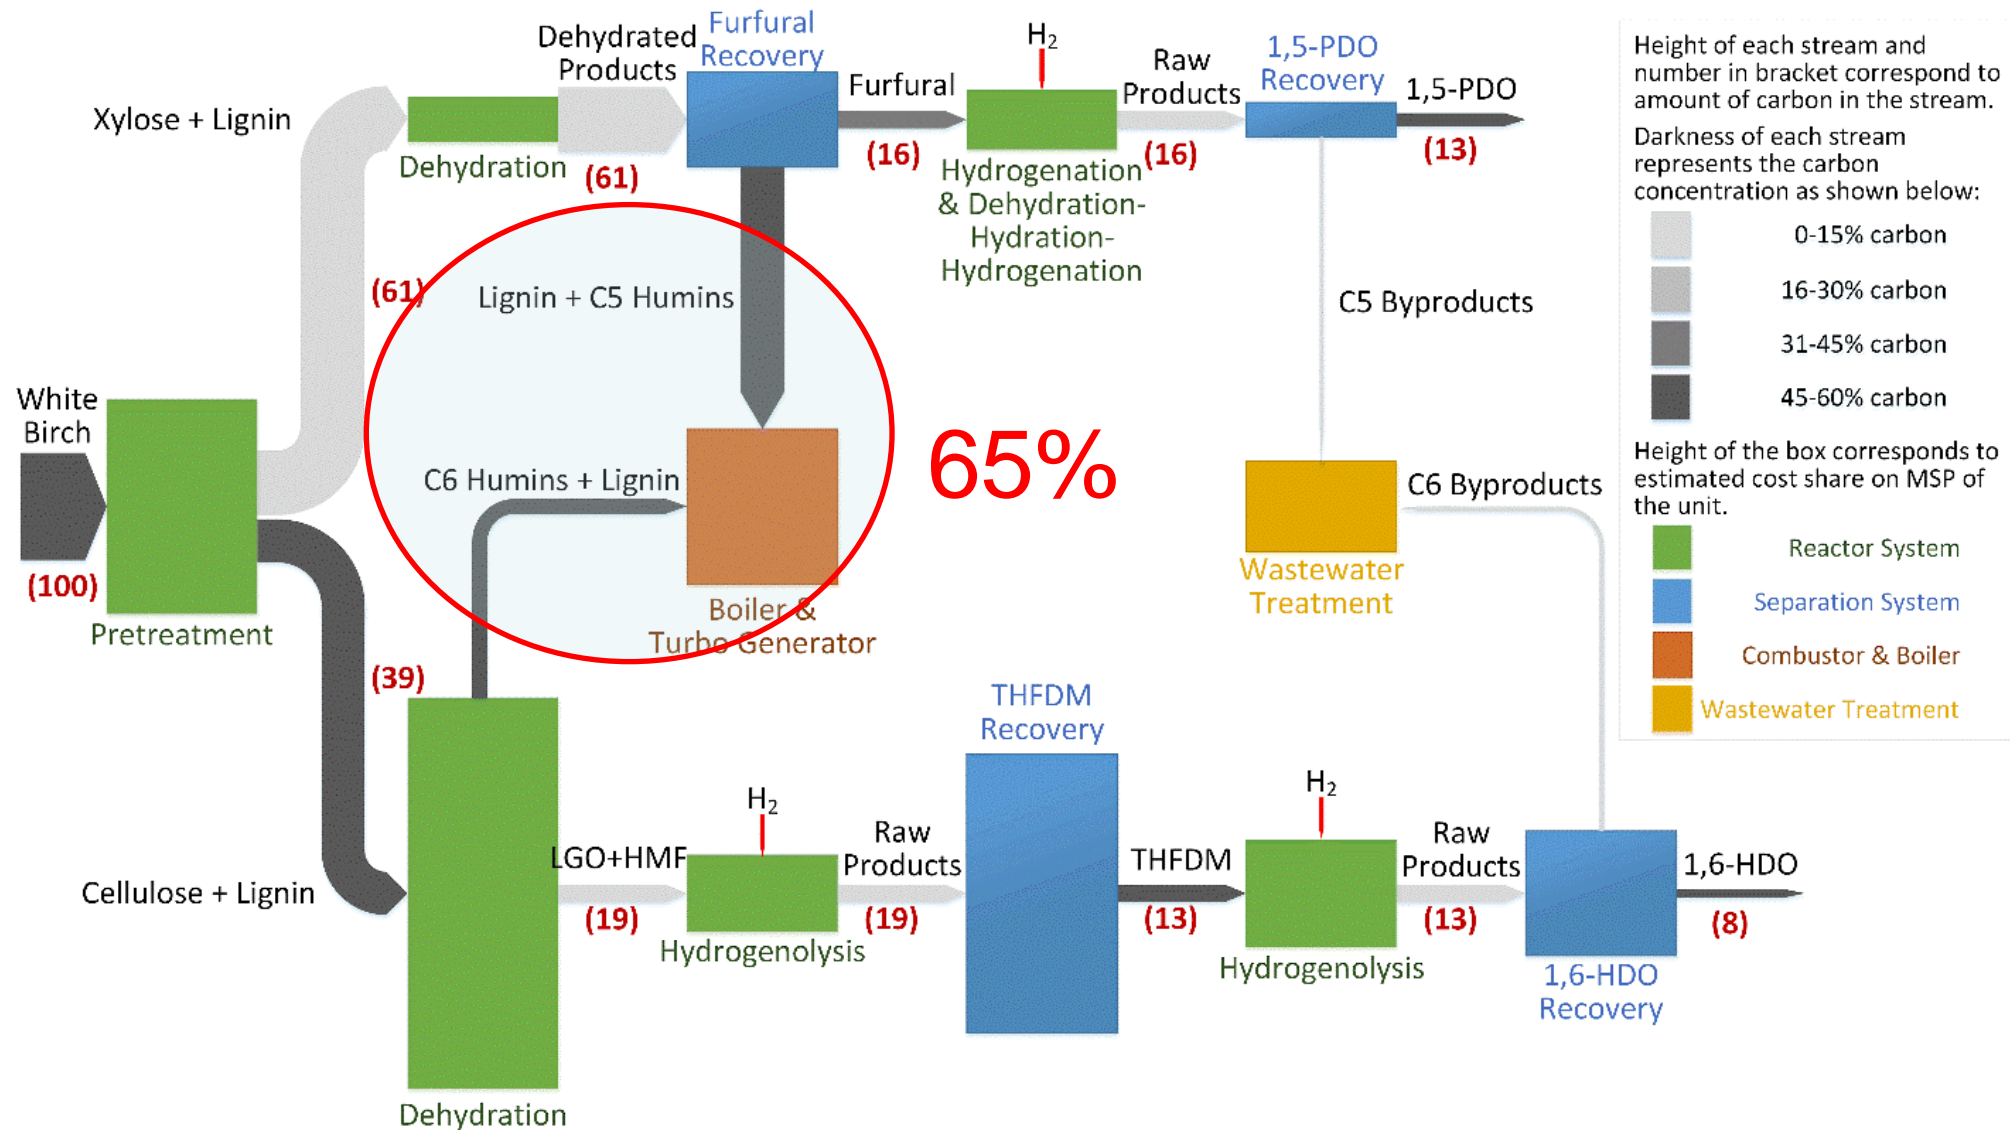 Dehydrated
Products
Furfural
Recovery
H2
Furfural
Raw
Products
1,5-PDO
Recovery
1,5-PDO
Xylose + Lignin
Dehydration
(61)
(16)
(16)
(13)
Hydrogenation
& Dehydration-
Hydration-
Hydrogenation
(61)
Lignin + C5 Humins
C5 Byproducts
White
Birch
(100)
Pretreatment
C6 Humins + Lignin
65%
Boiler &
Turbo Generator
C6 Byproducts
Wastewater
Treatment
(39)
Cellulose + Lignin
Dehydration
LGO+HMF
(19)
H2
Hydrogenolysis
Raw
Products
(19)
THFDM
Recovery
THFDM
(13)
H2
Hydrogenolysis
Raw
Products
(13)
1,6-HDO
Recovery
1,6-HDO
(8)
Height of each stream and
number in bracket correspond to
amount of carbon in the stream.
Darkness of each stream
represents the carbon
concentration as shown below:
0-15% carbon
16-30% carbon
31-45% carbon
45-60% carbon
Height of the box corresponds to
estimated cost share on MSP of
the unit.
Reactor System
Separation System
Combustor & Boiler
Wastewater Treatment